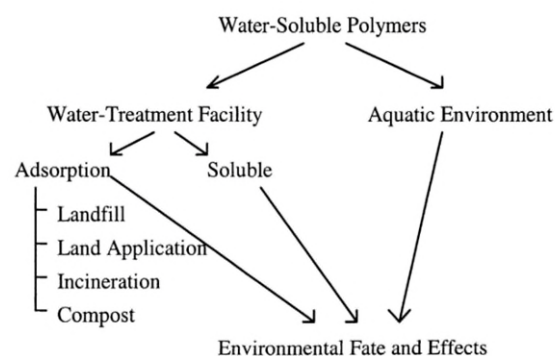 Water-Soluble Polymers
Water-Treatment Facility
Aquatic Environment
Adsorption
Soluble
Landfill
Land Application
Incineration
Compost
Environmental Fate and Effects